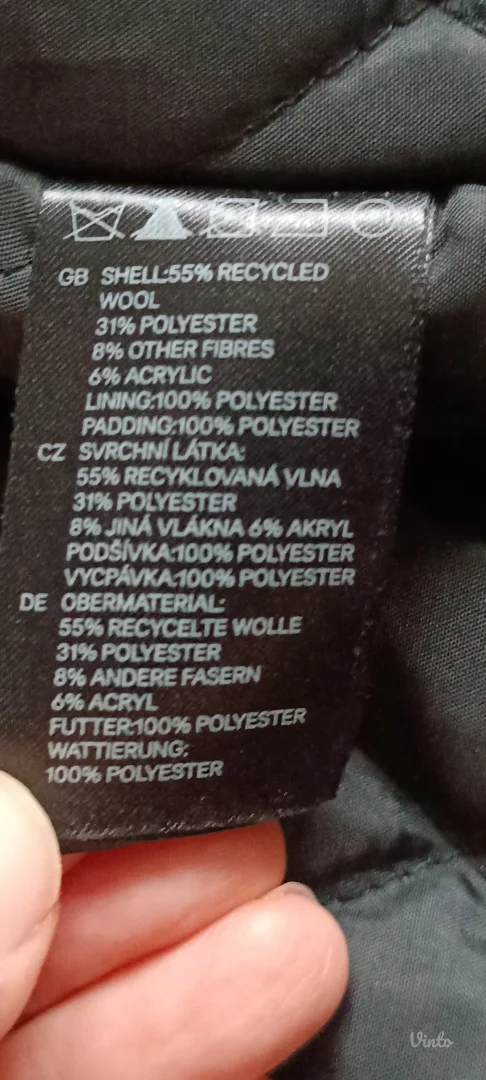 GB SHELL:55% RECYCLED
WOOL
31% POLYESTER
8% OTHER FIBRES
6% ACRYLIC
LINING:100% POLYESTER
PADDING:100% POLYESTER
CZ SVRCHNÍ LÁTKA:
55% RECYKLOVANÁ VLNA
31% POLYESTER
8% JINÁ VLÁKNA 6% AKRYL
PODŠÍVKA:100% POLYESTER
VYCPÁVKA:100% POLYESTER
DE OBERMATERIAL:
55% RECYCELTE WOLLE
31% POLYESTER
8% ANDERE FASERN
6% ACRYL
FUTTER:100% POLYESTER
WATTIERUNG:
100% POLYESTER
Vinto